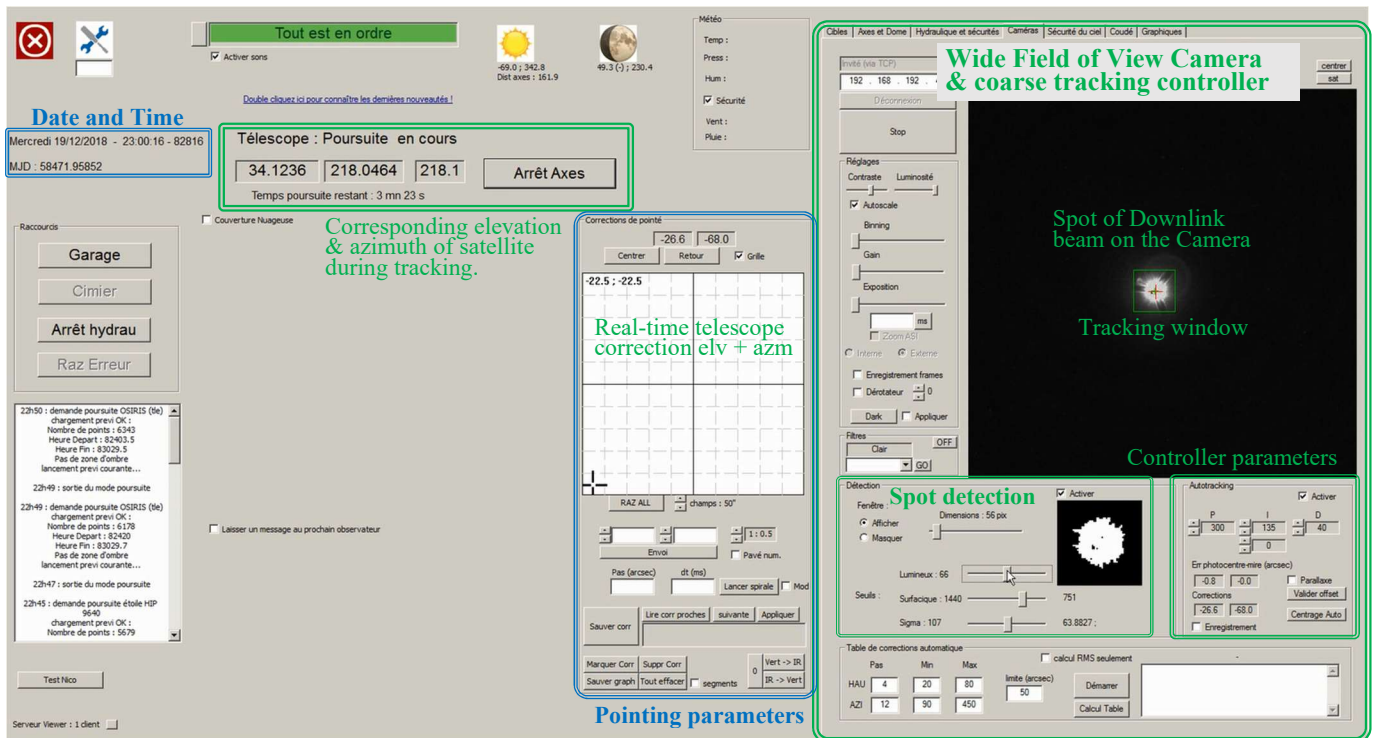 Tout est en ordre
Activer sons
-69.0 ; 342.8
Dist axes : 161.9
49.3 (-) ; 230.4
Double cliquez ici pour connaître les dernières nouveautés !
Météo
Temp :
Press :
Hum :
Sécurité
Vent :
Pluie :
Date and Time
Mercredi 19/12/2018 - 23:00:16 - 82816
MJD : 58471.95852
Télescope : Poursuite en cours
34.1236 218.0464 218.1
Arrêt Axes
Temps poursuite restant : 3 mn 23 s
Couverture Nuageuse
Corresponding elevation
& azimuth of satellite
during tracking.
Raccourcis
Garage
Cimier
Arrêt hydrau
Raz Erreur
22h50 : demande poursuite OSIRIS (tle)
chargement previ OK :
Nombre de points : 6343
Heure Depart : 82403.5
Heure Fin : 83029.5
Pas de zone d'ombre
lancement previ courante...
22h49 : sortie du mode poursuite
22h49 : demande poursuite OSIRIS (tle)
chargement previ OK :
Nombre de points : 6178
Heure Depart : 82420
Heure Fin : 83029.7
Pas de zone d'ombre
lancement previ courante...
22h47 : sortie du mode poursuite
22h45 : demande poursuite étoile HIP
9640
chargement previ OK :
Nombre de points : 5679
Laisser un message au prochain observateur
Test Nico
Serveur Viewer : 1 client
Corrections de pointé
-26.6 -68.0
Centrer Retour Grille
-22.5 ; -22.5
Real-time telescope
correction elv + azm
RAZ ALL champs : 50"
1 : 0.5
Envoi Pavé num.
Pas (arcsec) dt (ms)
Lancer spirale Mod
Sauver corr
Lire corr proches suivante Appliquer
Marquer Corr Suppr Corr
Sauver graph Tout effacer segments
0
Vert -> IR
IR -> Vert
Pointing parameters
Cibles Axes et Dome Hydraulique et sécurités Caméras Sécurité du ciel Coudé Graphiques
Wide Field of View Camera
& coarse tracking controller
Invité (via TCP)
192 . 168 . 192 .
Déconnexion
Stop
centrer
sat
Réglages
Contraste Luminosité
Autoscale
Binning
Gain
Exposition
ms
Zoom ASI
Interne Externe
Enregistrement frames
Dérotateur 0
Dark Appliquer
Filtres
Clair
OFF
GO
Spot of Downlink
beam on the Camera
Tracking window
Controller parameters
Détection
Spot detection
Activer
Fenêtre :
Dimensions : 56 pix
Afficher
Masquer
Lumineux : 66
Seuils :
Surfacique : 1440
751
Sigma : 107
63.8827 ;
Autotracking
Activer
P I D
300 135 40
0
Err photocentre-mire (arcsec)
-0.8 -0.0
Parallaxe
Corrections
Valider offset
-26.6 -68.0
Centrage Auto
Enregistrement
Table de corrections automatique
calcul RMS seulement
-
Pas Min Max
HAU 4 20 80
AZI 12 90 450
limite (arcsec)
50
Démarrer
Calcul Table